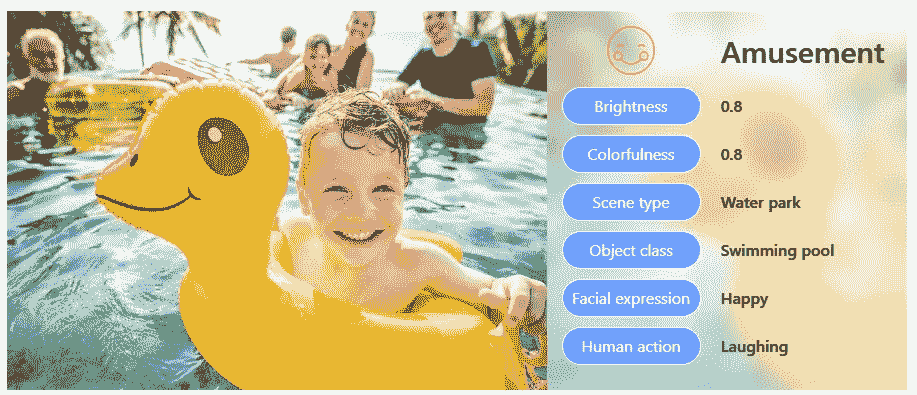 Amusement
Brightness 0.8
Colorfulness 0.8
Scene type Water park
Object class Swimming pool
Facial expression Happy
Human action Laughing